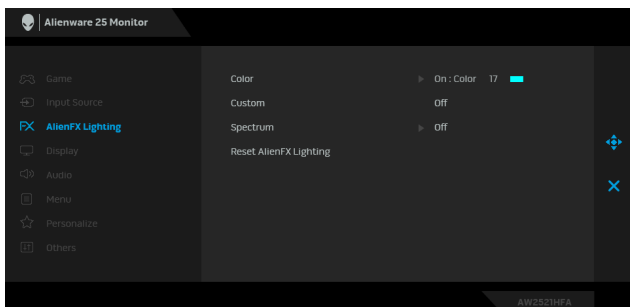 Alienware 25 Monitor
Game
Input Source
AlienFX Lighting
Display
Audio
Menu
Personalize
Others
Color On : Color 17
Custom Off
Spectrum Off
Reset AlienFX Lighting
AW2521HFA